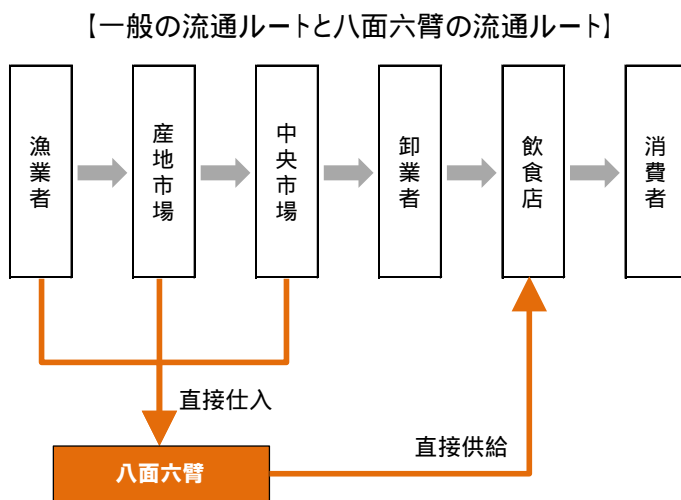 【一般の流通ルートと八面六臂の流通ルート】
漁業者
産地市場
中央市場
卸業者
飲食店
消費者
直接仕入
直接供給
八面六臂